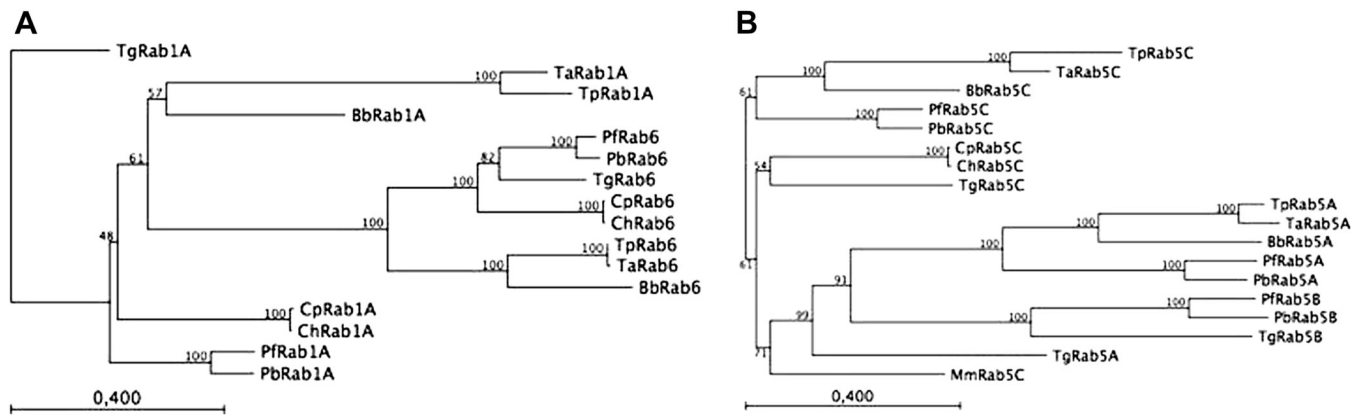 A
TgRab1A
100
TaRab1A
TpRab1A
57
BbRab1A
61
100
PfRab6
PbRab6
82
TgRab6
100
100
CpRab6
ChRab6
100
100
TpRab6
TaRab6
100
BbRab6
48
100
CpRab1A
ChRab1A
100
PfRab1A
PbRab1A
0,400
B
100
TpRab5C
TaRab5C
100
BbRab5C
61
100
PfRab5C
PbRab5C
100
CpRab5C
ChRab5C
54
TgRab5C
61
100
TpRab5A
TaRab5A
100
BbRab5A
100
100
PfRab5A
PbRab5A
91
100
PfRab5B
PbRab5B
100
TgRab5B
99
TgRab5A
71
MmRab5C
0,400